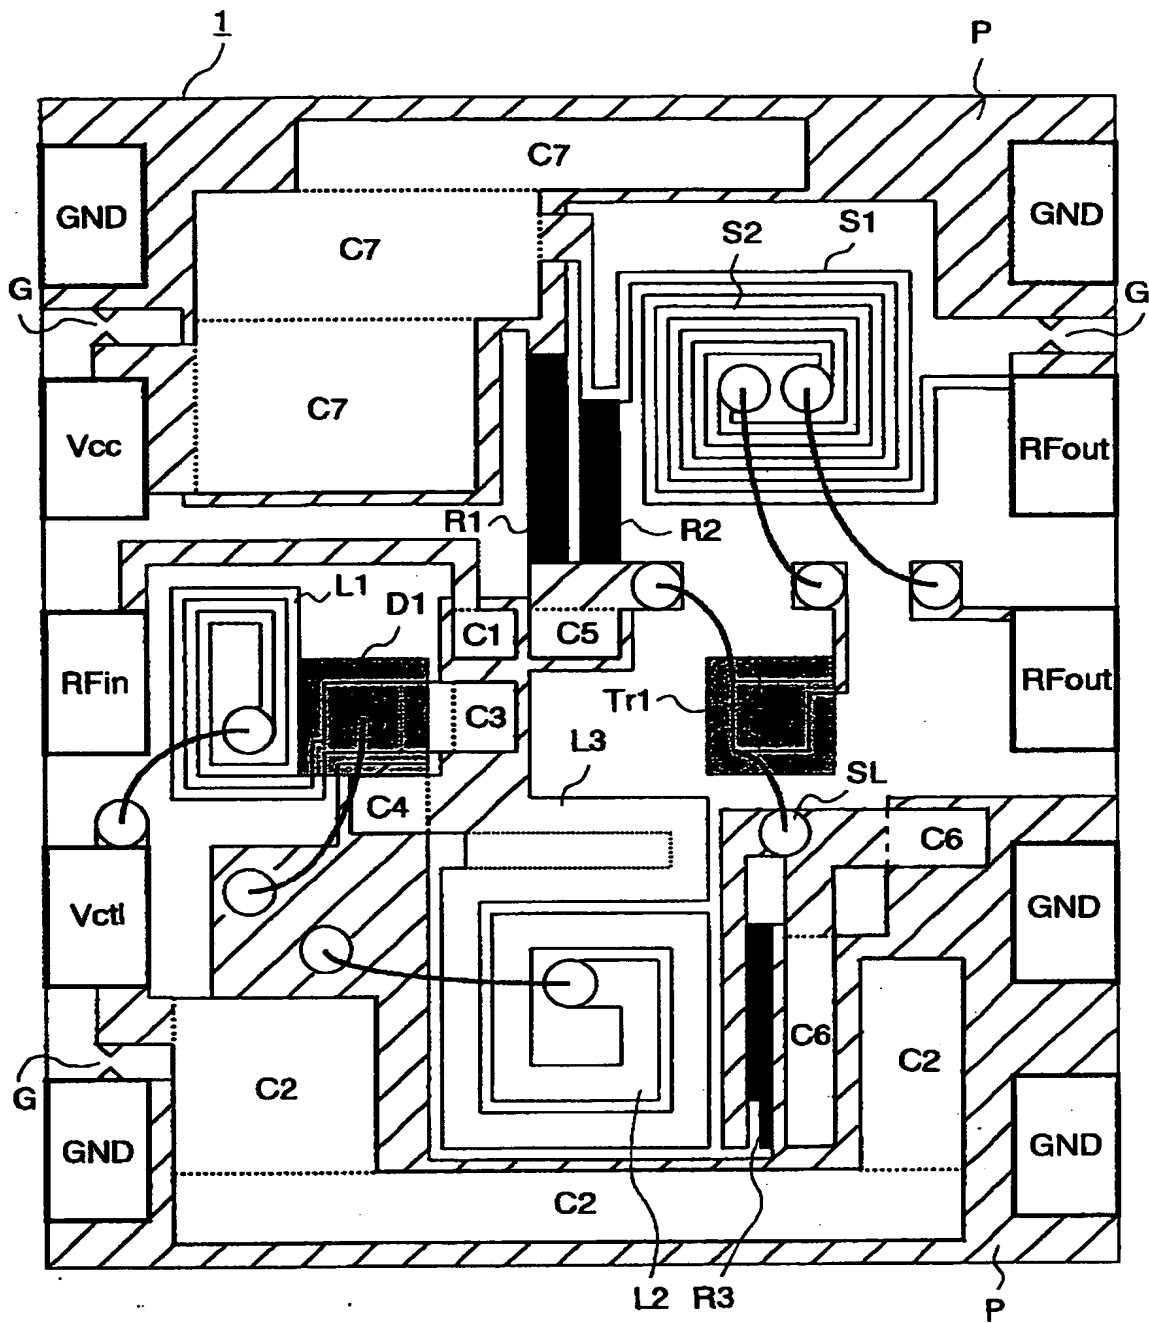 1
P
C7
GND
GND
C7
S2
S1
G
G
C7
Vcc
RFout
R1
R2
L1
D1
C1
C5
RFin
RFout
Tr1
C3
L3
SL
C4
C6
Vctl
GND
C6
C2
C2
G
GND
GND
C2
L2
R3
P